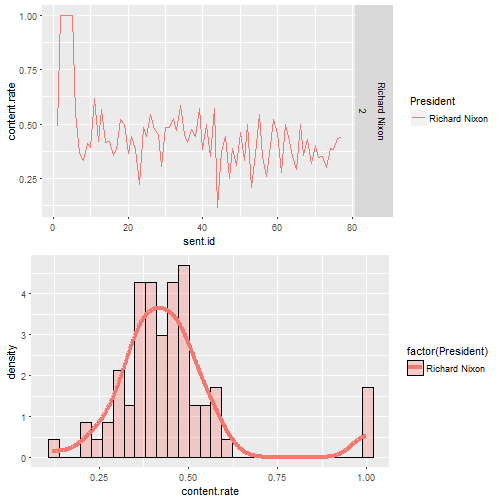 1.00
0.75
0.50
0.25
content.rate
0 20 40 60 80
sent.id
Richard Nixon
2
President
Richard Nixon
4
3
2
1
0
density
0.25 0.50 0.75 1.00
content.rate
factor(President)
Richard Nixon